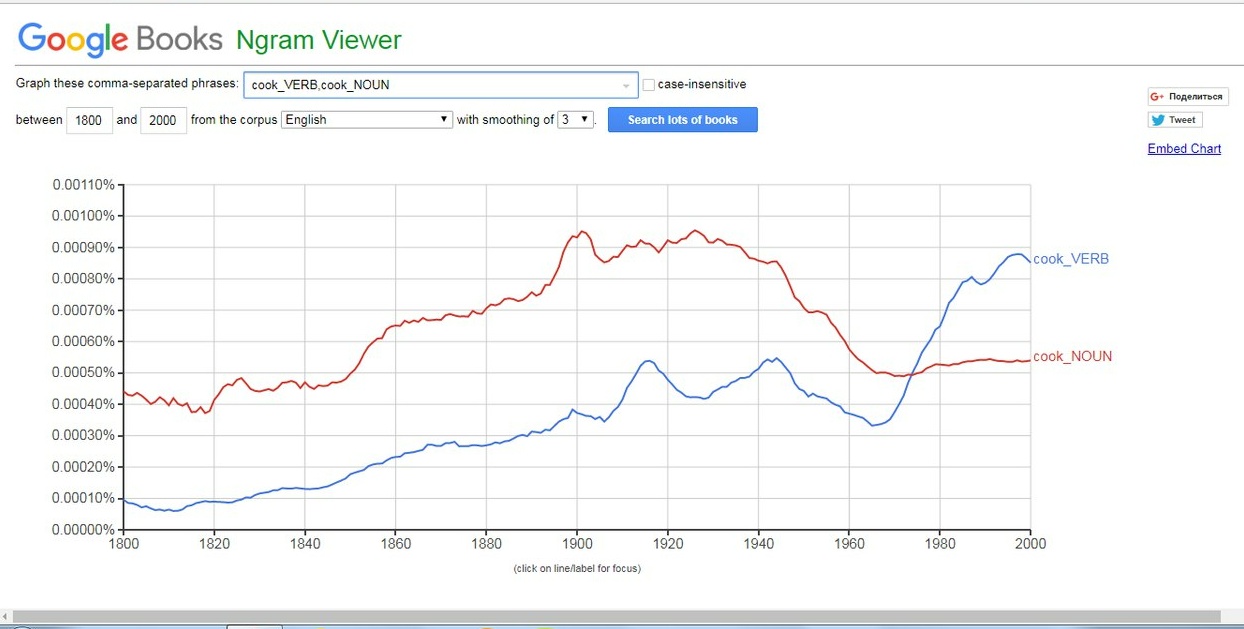 Google Books Ngram Viewer
Graph these comma-separated phrases: cook_VERB,cook_NOUN case-insensitive
between 1800 and 2000 from the corpus English with smoothing of 3 . Search lots of books
G+ Поделиться
Tweet
Embed Chart
0.00110%
0.00100%
0.00090%
0.00080%
0.00070%
0.00060%
0.00050%
0.00040%
0.00030%
0.00020%
0.00010%
0.00000%
cook_VERB
cook_NOUN
1800 1820 1840 1860 1880 1900 1920 1940 1960 1980 2000
(click on line/label for focus)